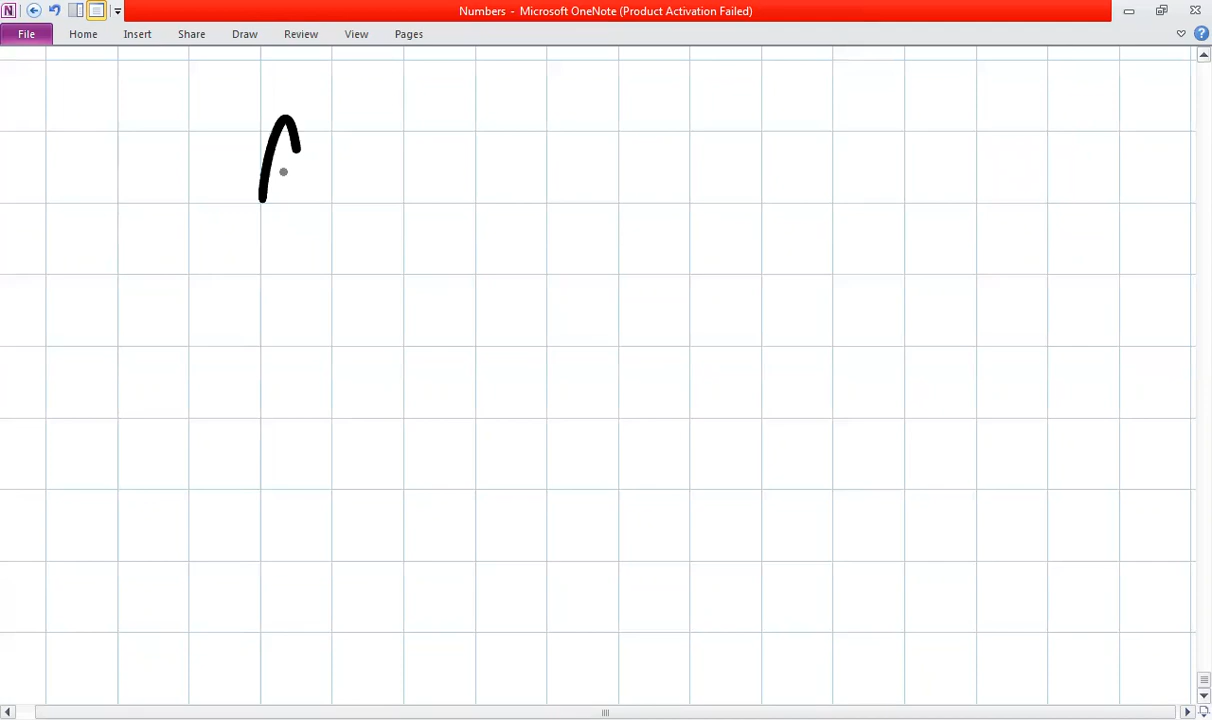 Numbers - Microsoft OneNote (Product Activation Failed)
File Home Insert Share Draw Review View Pages